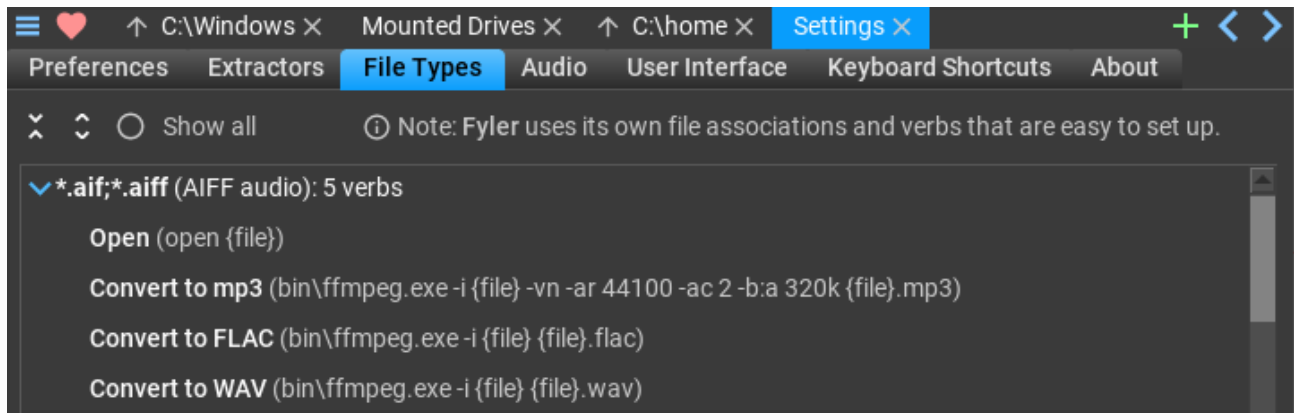 ↑ C:\Windows × Mounted Drives × ↑ C:\home × Settings ×
Preferences Extractors File Types Audio User Interface Keyboard Shortcuts About
Show all Note: Fyler uses its own file associations and verbs that are easy to set up.
*.aif;*.aiff (AIFF audio): 5 verbs
Open (open {file})
Convert to mp3 (bin\ffmpeg.exe -i {file} -vn -ar 44100 -ac 2 -b:a 320k {file}.mp3)
Convert to FLAC (bin\ffmpeg.exe -i {file} {file}.flac)
Convert to WAV (bin\ffmpeg.exe -i {file} {file}.wav)